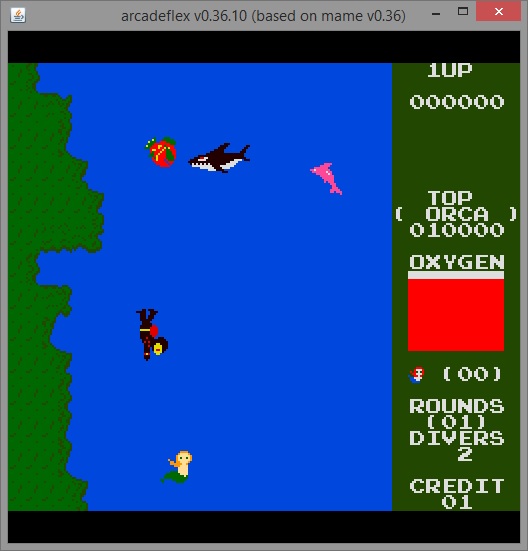 arcadeflex v0.36.10 (based on mame v0.36)
1UP
000000
TOP
( ORCA )
010000
OXYGEN
(00)
ROUNDS
(01)
DIVERS
2
CREDIT
01